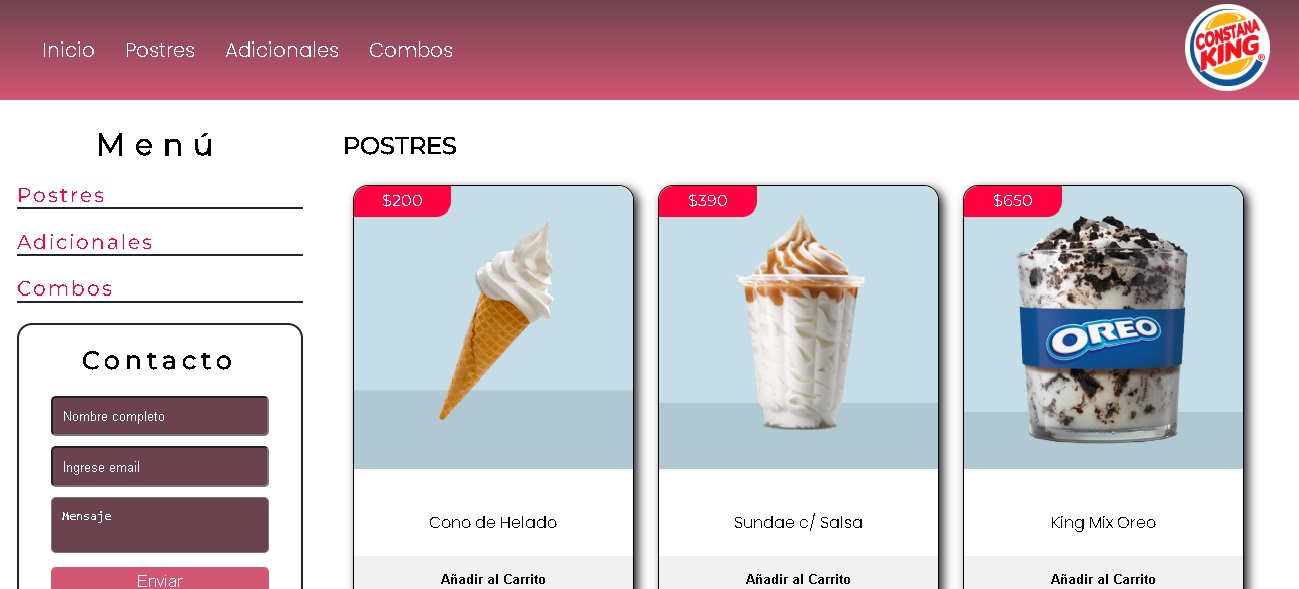 Inicio Postres Adicionales Combos
CONSTANA
KING®
Menú
Postres
Adicionales
Combos
Contacto
Nombre completo
Ingrese email
Mensaje
Enviar
POSTRES
$200
Cono de Helado
Añadir al Carrito
$390
Sundae c/ Salsa
Añadir al Carrito
$650
OREO
King Mix Oreo
Añadir al Carrito